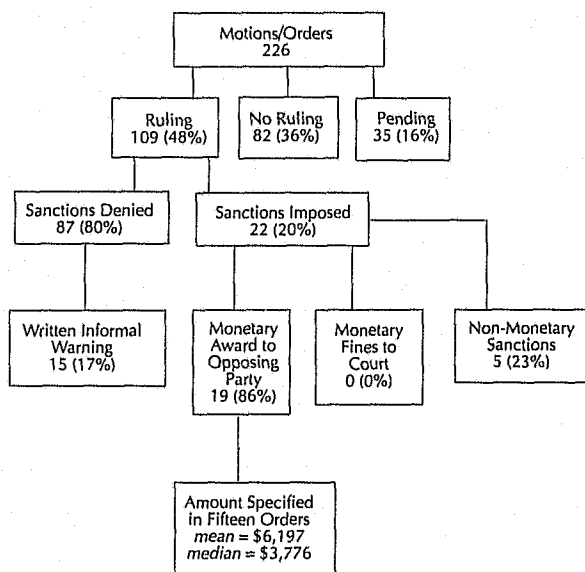 Motions/Orders
226
Ruling
109 (48%)
No Ruling
82 (36%)
Pending
35 (16%)
Sanctions Denied
87 (80%)
Sanctions Imposed
22 (20%)
Written Informal
Warning
15 (17%)
Monetary
Award to
Opposing
Party
19 (86%)
Monetary
Fines to
Court
0 (0%)
Non-Monetary
Sanctions
5 (23%)
Amount Specified
in Fifteen Orders
mean = $6,197
median = $3,776